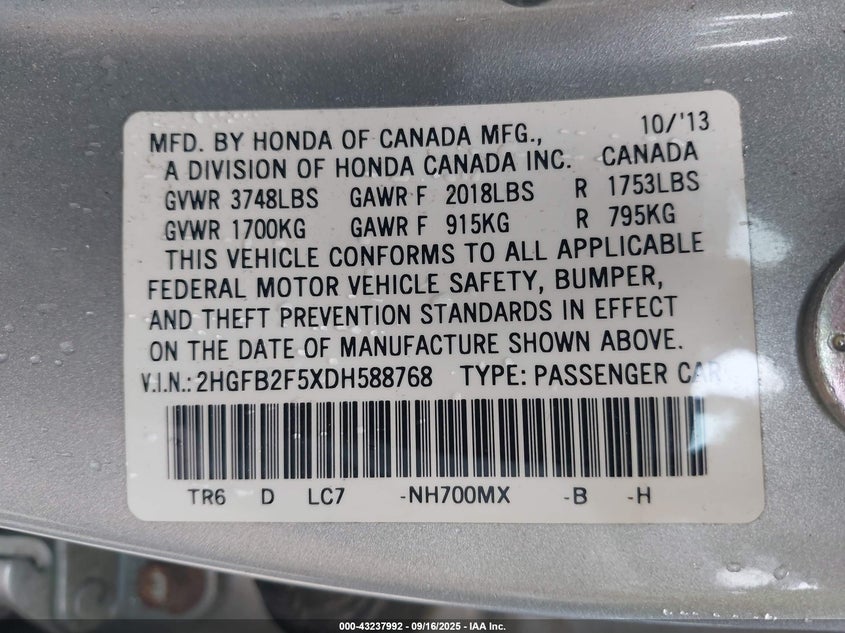 MFD. BY HONDA OF CANADA MFG., 10/'13
A DIVISION OF HONDA CANADA INC. CANADA
GVWR 3748LBS GAWR F 2018LBS R 1753LBS
GVWR 1700KG GAWR F 915KG R 795KG
THIS VEHICLE CONFORMS TO ALL APPLICABLE
FEDERAL MOTOR VEHICLE SAFETY, BUMPER,
AND THEFT PREVENTION STANDARDS IN EFFECT
ON THE DATE OF MANUFACTURE SHOWN ABOVE.
V.I.N.: 2HGFB2F5XDH588768 TYPE: PASSENGER CAR
TR6 D LC7 -NH700MX -B -H
000-43237992 - 09/16/2025 - IAA Inc.